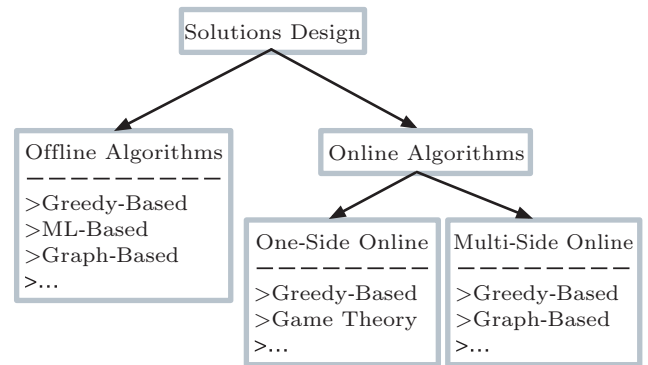 Solutions Design
Offline Algorithms
>Greedy-Based
>ML-Based
>Graph-Based
>...
Online Algorithms
One-Side Online
>Greedy-Based
>Game Theory
>...
Multi-Side Online
>Greedy-Based
>Graph-Based
>...